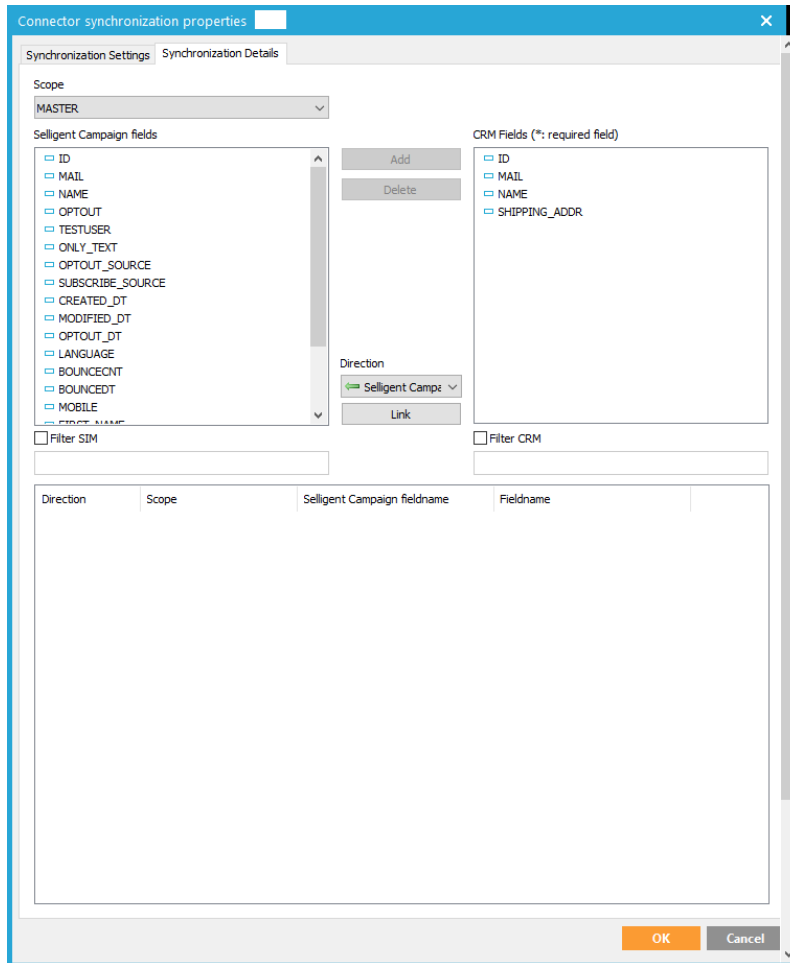 Connector synchronization properties
Synchronization Settings Synchronization Details
Scope
MASTER
Selligent Campaign fields
CRM Fields (*: required field)
ID
MAIL
NAME
OPTOUT
TESTUSER
ONLY_TEXT
OPTOUT_SOURCE
SUBSCRIBE_SOURCE
CREATED_DT
MODIFIED_DT
OPTOUT_DT
LANGUAGE
BOUNCECNT
BOUNCEDT
MOBILE
FIRST_NAME
Add
Delete
Direction
Selligent Campa
Link
ID
MAIL
NAME
SHIPPING_ADDR
Filter SIM
Filter CRM
Direction Scope Selligent Campaign fieldname Fieldname
OK Cancel